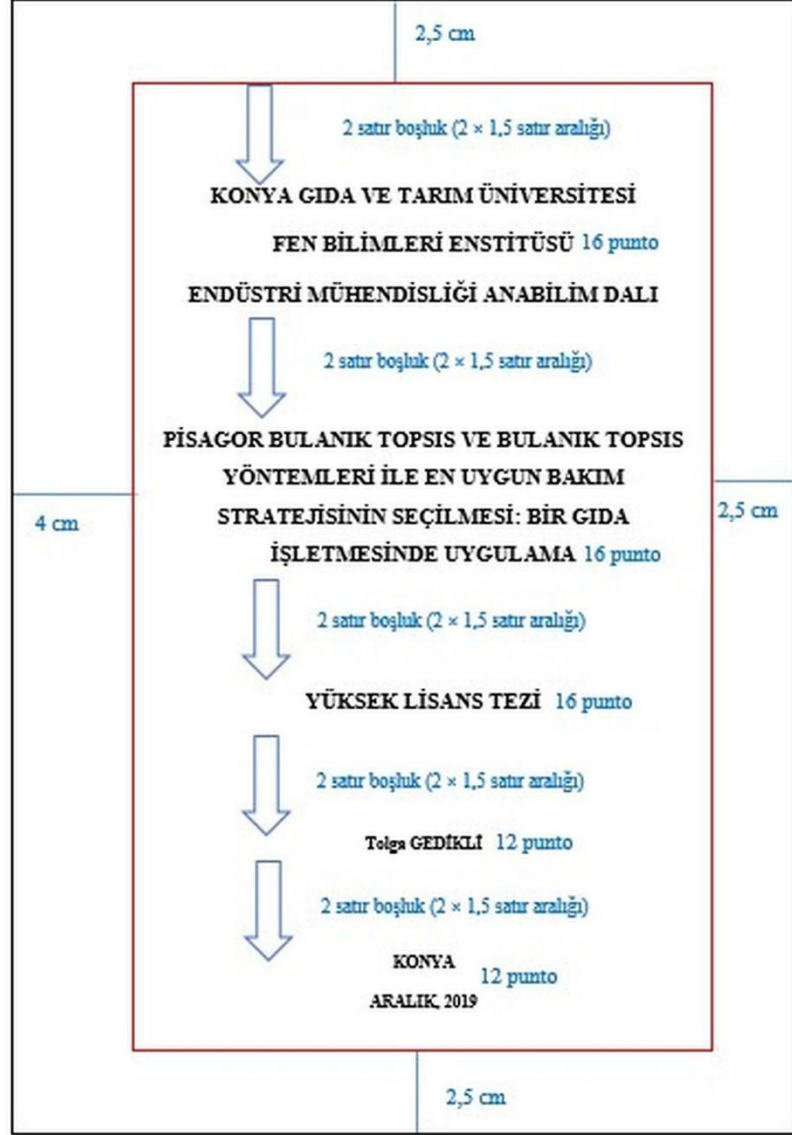 2,5 cm
2 satır boşluk (2 × 1,5 satır aralığı)
KONYA GIDA VE TARIM ÜNİVERSİTESİ
FEN BİLİMLERİ ENSTİTÜSÜ 16 punto
ENDÜSTRİ MÜHENDİSLİĞİ ANABİLİM DALI
2 satır boşluk (2 × 1,5 satır aralığı)
PİSAGOR BULANIK TOPSIS VE BULANIK TOPSIS
YÖNTEMLERİ İLE EN UYGUN BAKIM
STRATEJİSİNİN SEÇİLMESİ: BİR GIDA
İŞLETMESİNDE UYGULAMA 16 punto
4 cm
2,5 cm
2 satır boşluk (2 × 1,5 satır aralığı)
YÜKSEK LİSANS TEZİ 16 punto
2 satır boşluk (2 × 1,5 satır aralığı)
Tolga GEDİKLİ 12 punto
2 satır boşluk (2 × 1,5 satır aralığı)
KONYA
12 punto
ARALIK, 2019
2,5 cm